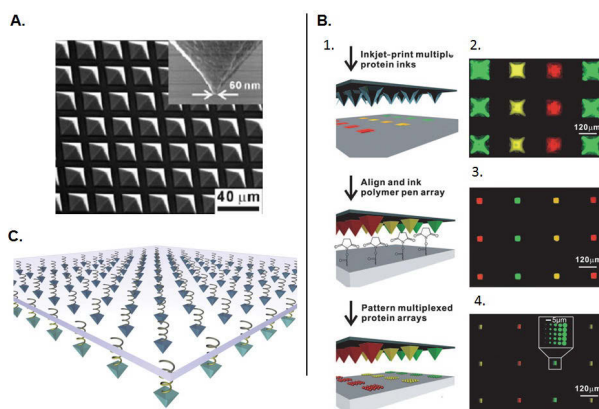 A.
60 nm
40 µm
C.
B.
1.
Inkjet-print multiple
protein inks
Align and ink
polymer pen array
Pattern multiplexed
protein arrays
2.
120µm
3.
120µm
4.
5µm
120µm